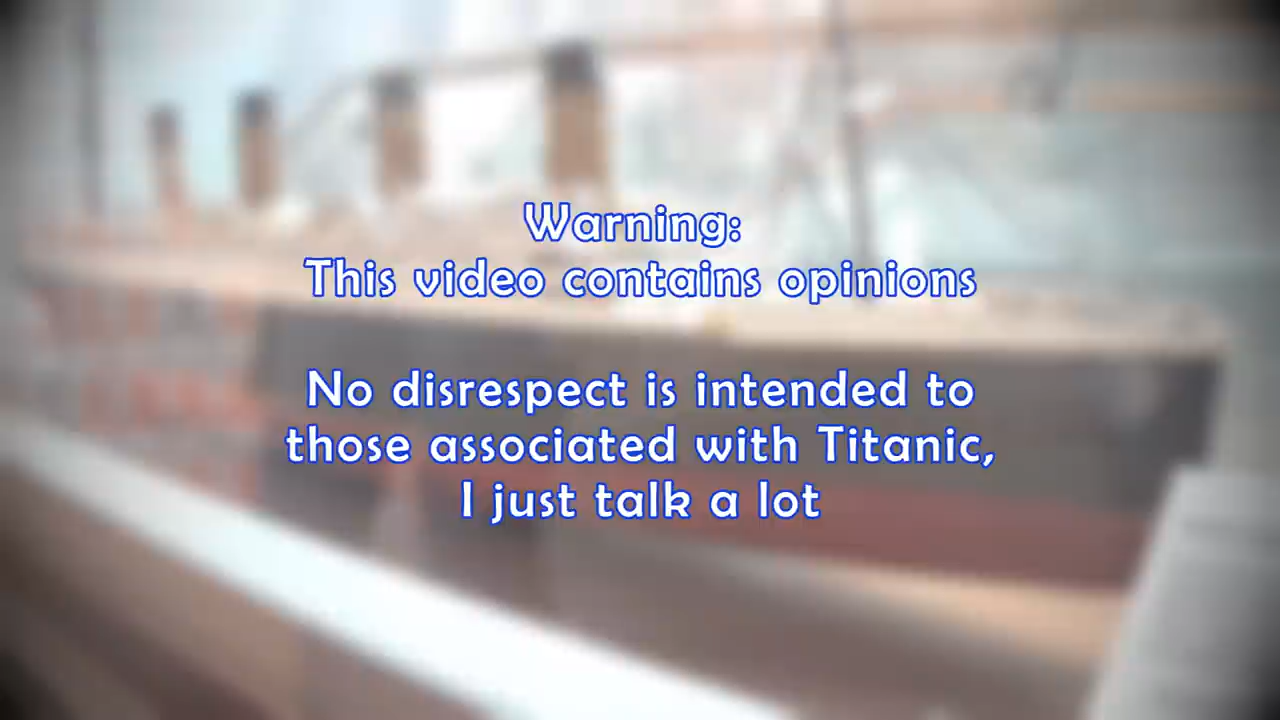 Warning:
This video contains opinions
No disrespect is intended to
those associated with Titanic,
I just talk a lot